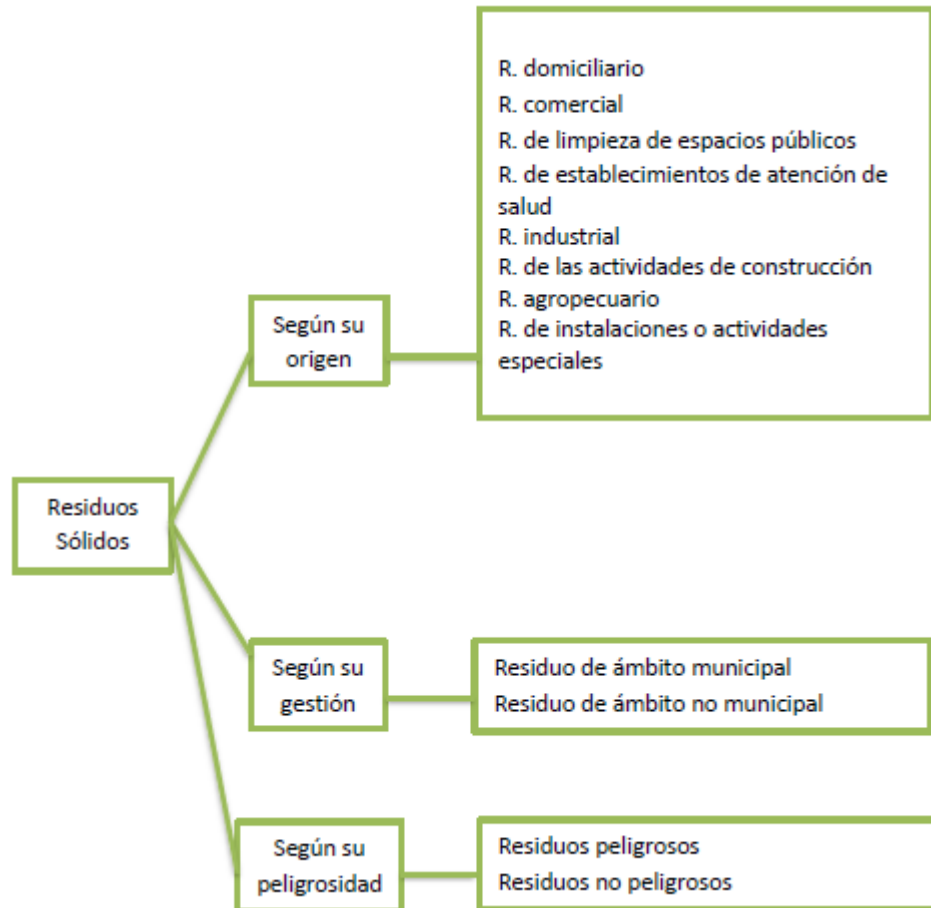 Residuos
Sólidos
Según su
origen
R. domiciliario
R. comercial
R. de limpieza de espacios públicos
R. de establecimientos de atención de
salud
R. industrial
R. de las actividades de construcción
R. agropecuario
R. de instalaciones o actividades
especiales
Según su
gestión
Residuo de ámbito municipal
Residuo de ámbito no municipal
Según su
peligrosidad
Residuos peligrosos
Residuos no peligrosos